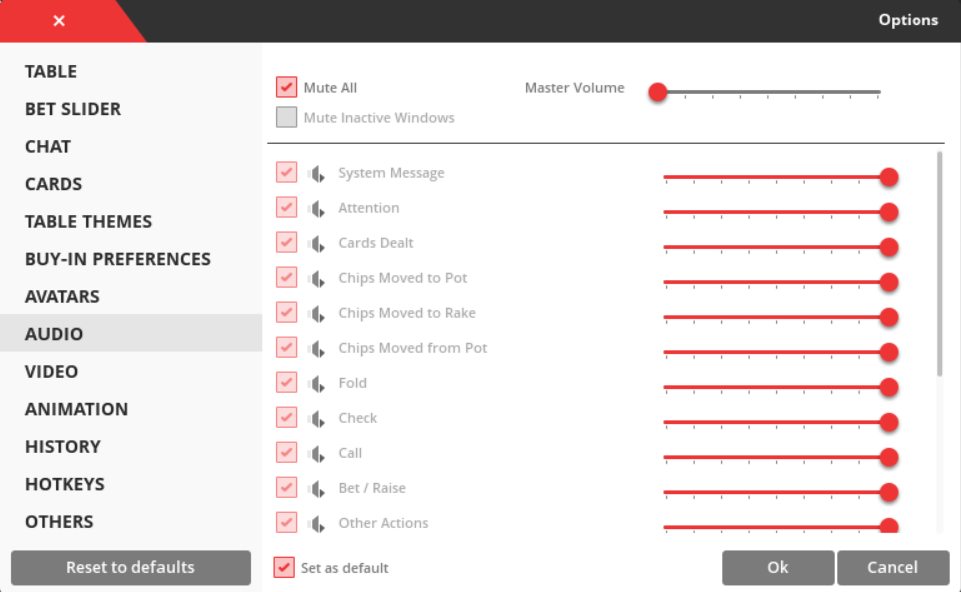 Options
TABLE
BET SLIDER
CHAT
CARDS
TABLE THEMES
BUY-IN PREFERENCES
AVATARS
AUDIO
VIDEO
ANIMATION
HISTORY
HOTKEYS
OTHERS
Reset to defaults
Mute All
Master Volume
Mute Inactive Windows
System Message
Attention
Cards Dealt
Chips Moved to Pot
Chips Moved to Rake
Chips Moved from Pot
Fold
Check
Call
Bet / Raise
Other Actions
Set as default
Ok
Cancel